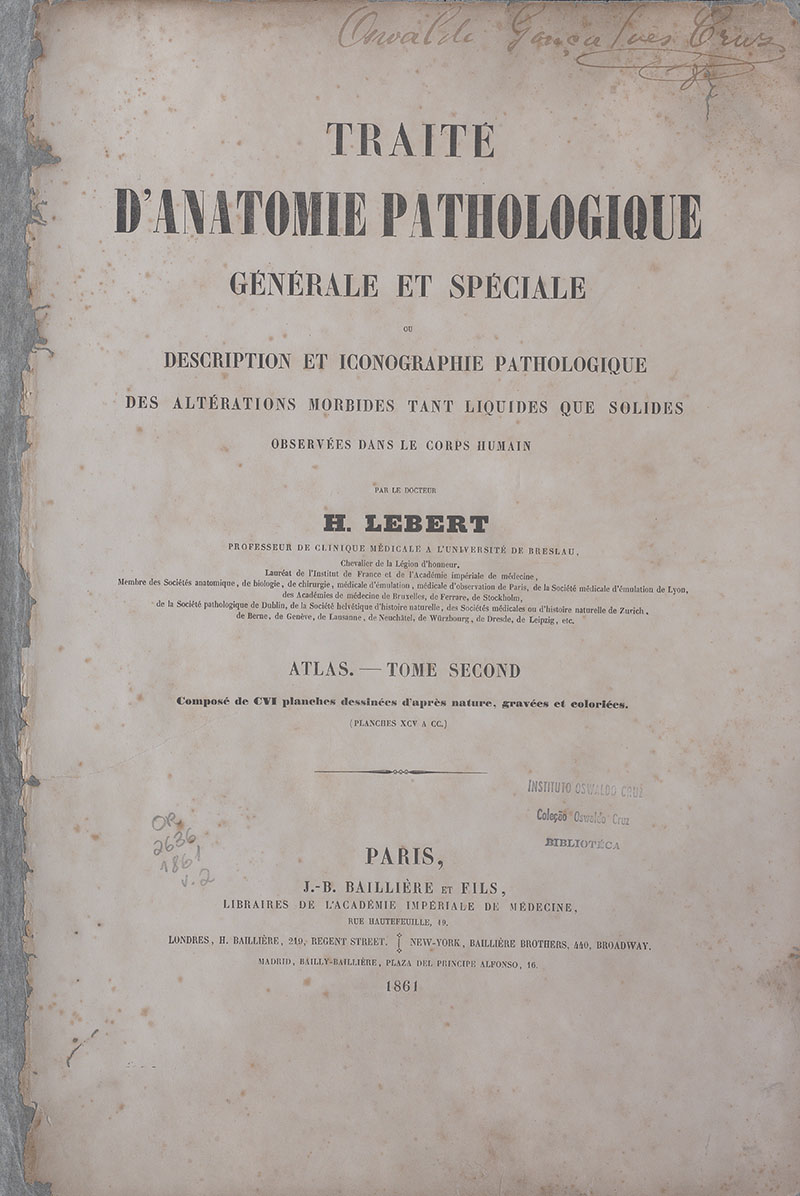 Oswaldo Gonçalves Cruz
TRAITÉ
D'ANATOMIE PATHOLOGIQUE
GÉNÉRALE ET SPÉCIALE
OU
DESCRIPTION ET ICONOGRAPHIE PATHOLOGIQUE
DES ALTÉRATIONS MORBIDES TANT LIQUIDES QUE SOLIDES
OBSERVÉES DANS LE CORPS HUMAIN
PAR LE DOCTEUR
H. LEBERT
PROFESSEUR DE CLINIQUE MÉDICALE A L'UNIVERSITÉ DE BRESLAU,
Chevalier de la Légion d'honneur,
Lauréat de l'Institut de France et de l'Académie impériale de médecine,
Membre des Sociétés anatomique, de biologie, de chirurgie, médicale d'émulation, médicale d'observation de Paris, de la Société médicale d'émulation de Lyon,
des Académies de médecine de Bruxelles, de Ferrare, de Stockholm,
de la Société pathologique de Dublin, de la Société helvétique d'histoire naturelle, des Sociétés médicales ou d'histoire naturelle de Zurich,
de Berne, de Genève, de Lausanne, de Neuchâtel, de Würzbourg, de Dresde, de Leipzig, etc.
ATLAS. — TOME SECOND
Composé de CVI planches dessinées d'après nature, gravées et coloriées.
(PLANCHES XCV A CC.)
INSTITUTO OSWALDO CRUZ
Coleção Oswaldo Cruz
BIBLIOTÉCA
OR
2636
1861
v. 2
PARIS,
J.-B. BAILLIÈRE ET FILS,
LIBRAIRES DE L'ACADÉMIE IMPÉRIALE DE MÉDECINE,
RUE HAUTEFEUILLE, 19.
LONDRES, H. BAILLIÈRE, 219, REGENT STREET. NEW-YORK, BAILLIÈRE BROTHERS, 440, BROADWAY.
MADRID, BAILLY-BAILLIÈRE, PLAZA DEL PRINCIPE ALFONSO, 16.
1861